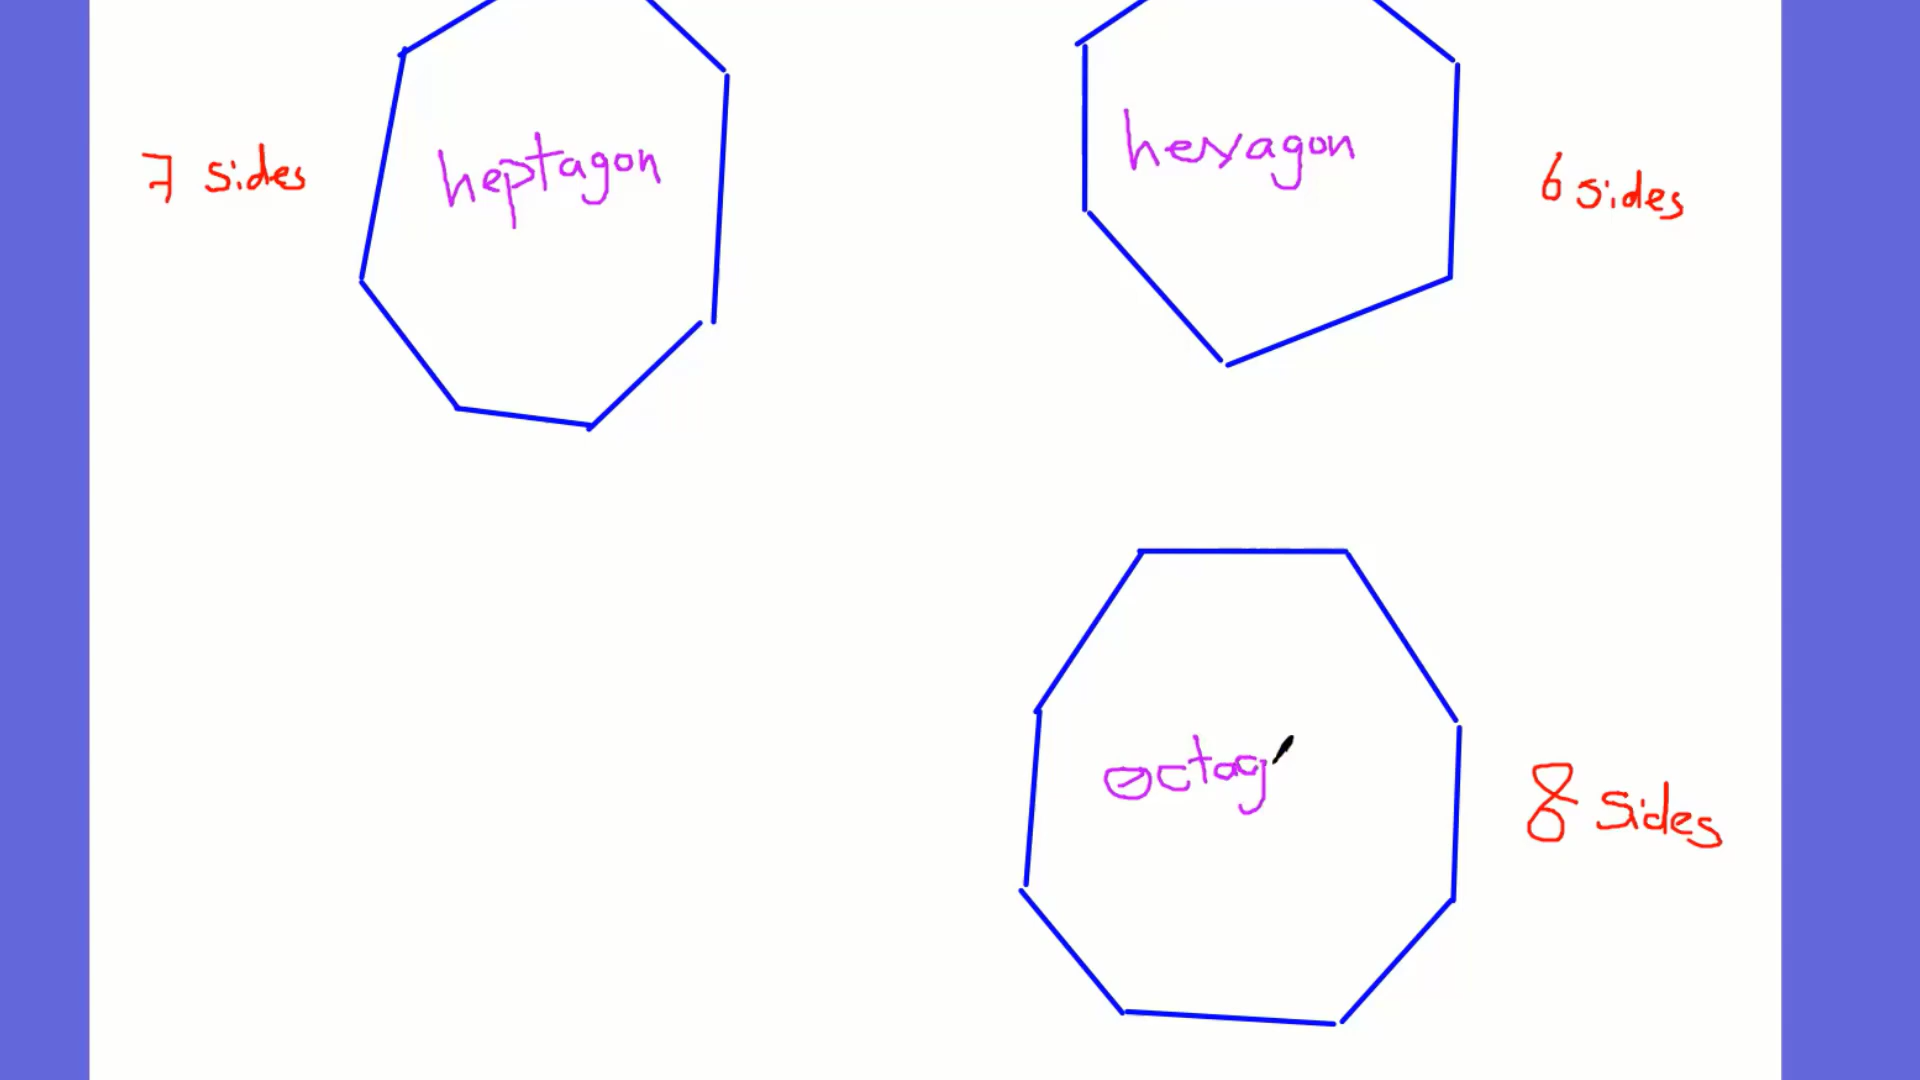 7 sides
heptagon
hexagon
6 sides
octag
8 sides